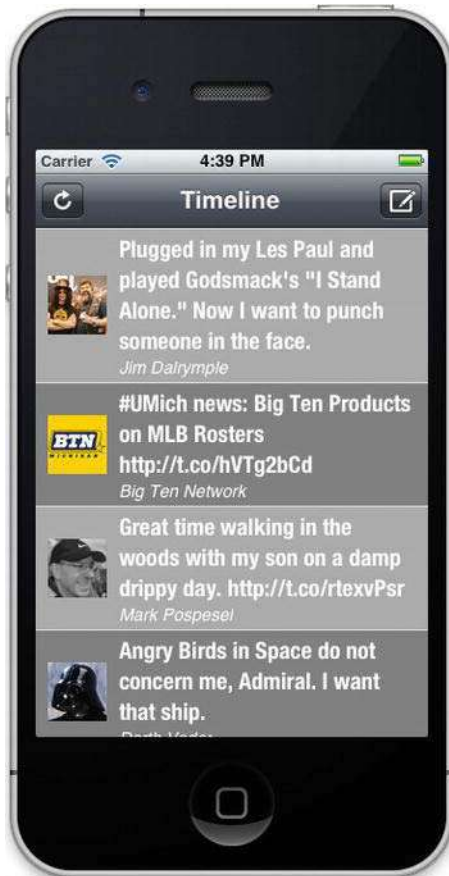 Carrier 4:39 PM
Timeline
Plugged in my Les Paul and
played Godsmack's "I Stand
Alone." Now I want to punch
someone in the face.
Jim Dalrymple
#UMich news: Big Ten Products
on MLB Rosters
http://t.co/hVTg2bCd
Big Ten Network
BTN
MICHIGAN
Great time walking in the
woods with my son on a damp
drippy day. http://t.co/rtexvPsr
Mark Pospesel
Angry Birds in Space do not
concern me, Admiral. I want
that ship.
Darth Vader